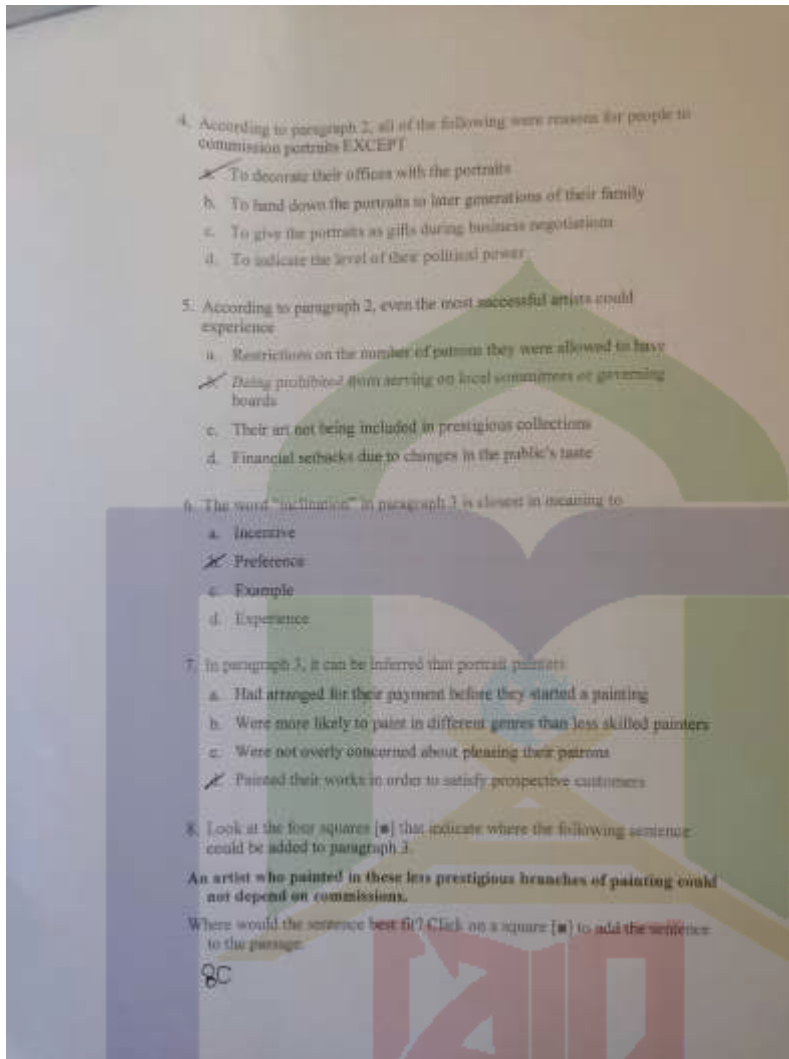 4. According to paragraph 2, all of the following were reasons for people to
commission portraits EXCEPT
a. To decorate their offices with the portraits
b. To hand down the portraits to later generations of their family
c. To give the portraits as gifts during business negotiations
d. To indicate the level of their political power
5. According to paragraph 2, even the most successful artists could
experience
a. Restrictions on the number of patrons they were allowed to have
b. Being prohibited from serving on local committees or governing
boards
c. Their art not being included in prestigious collections
d. Financial setbacks due to changes in the public's taste
6. The word "inclination" in paragraph 3 is closest in meaning to
a. Incentive
b. Preference
c. Example
d. Experience
7. In paragraph 3, it can be inferred that portrait painters
a. Had arranged for their payment before they started a painting
b. Were more likely to paint in different genres than less skilled painters
c. Were not overly concerned about pleasing their patrons
d. Painted their works in order to satisfy prospective customers
8. Look at the four squares [■] that indicate where the following sentence
could be added to paragraph 3.
An artist who painted in these less prestigious branches of painting could
not depend on commissions.
Where would the sentence best fit? Click on a square [■] to add the sentence
to the passage.
8C